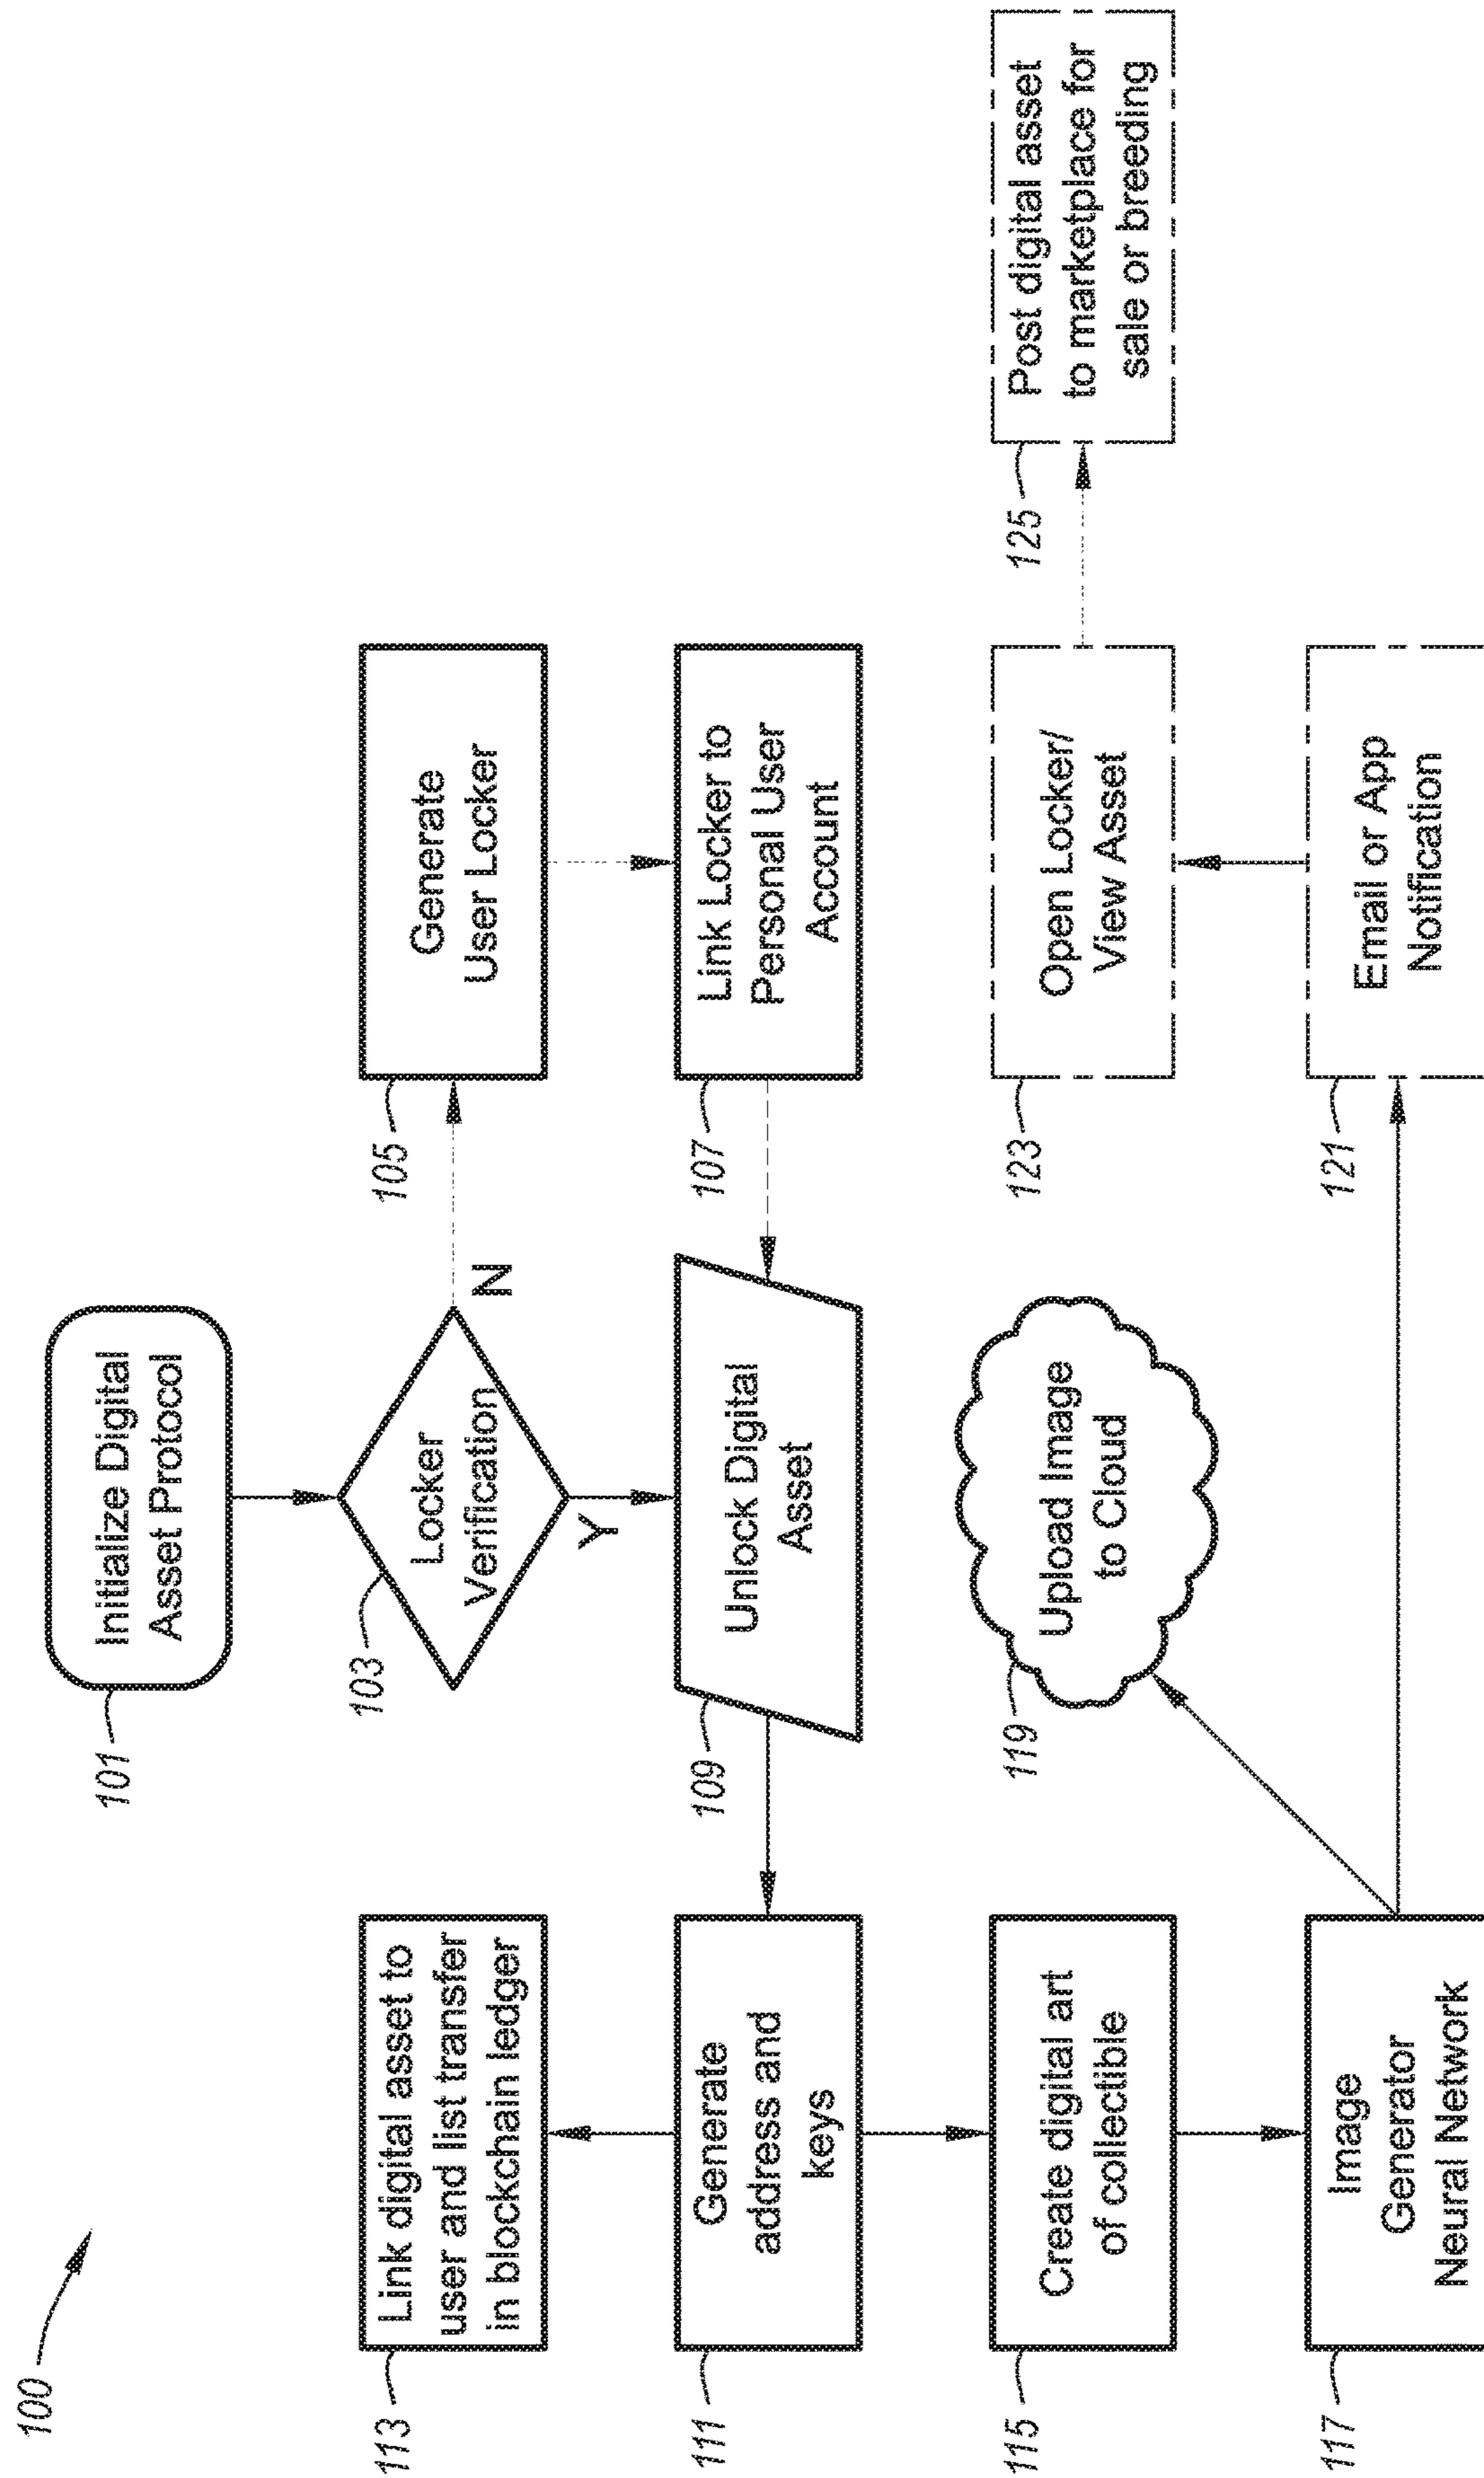 100
101
Initialize Digital
Asset Protocol
103
Locker
Verification
N
Y
105
Generate
User Locker
107
Link Locker to
Personal User
Account
109
Unlock Digital
Asset
113
Link digital asset to
user and list transfer
in blockchain ledger
111
Generate
address and
keys
115
Create digital art
of collectible
117
Image
Generator
Neural Network
119
Upload Image
to Cloud
121
Email or App
Notification
123
Open Locker/
View Asset
125
Post digital asset
to marketplace for
sale or breeding